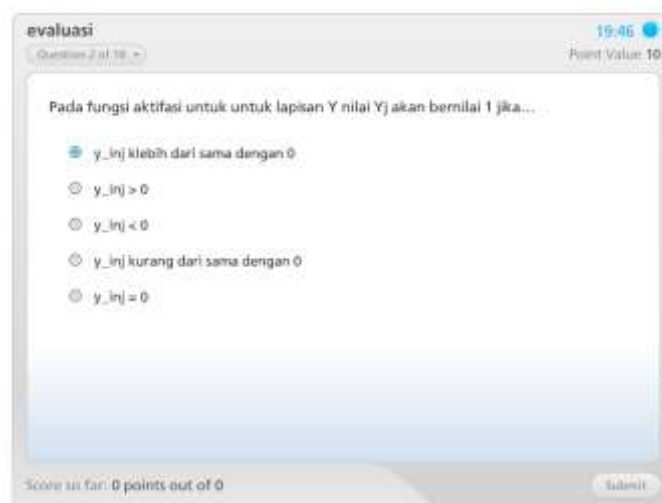 evaluasi
19:46
Question 2 of 10
Point Value 10
Pada fungsi aktifasi untuk untuk lapisan Y nilai Yj akan bernilai 1 jika...
y_inj klebih dari sama dengan 0
y_inj > 0
y_inj < 0
y_inj kurang dari sama dengan 0
y_inj = 0
Score so far: 0 points out of 0
Submit